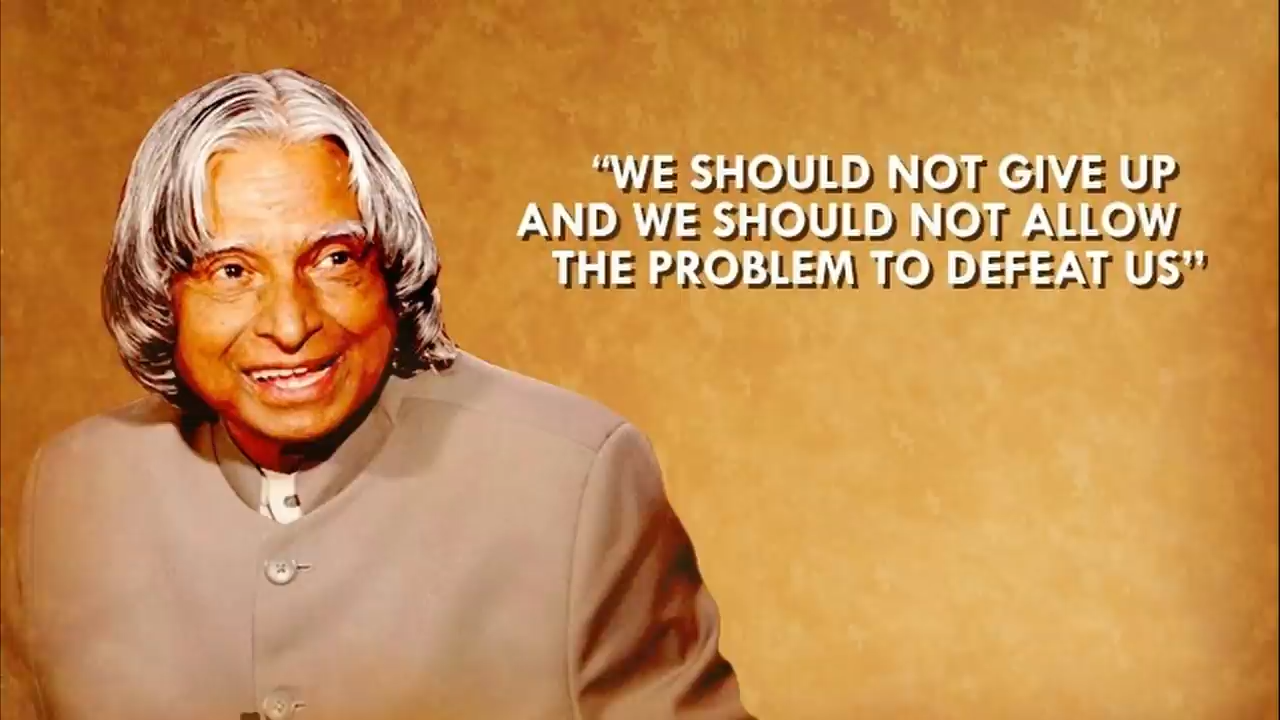 “WE SHOULD NOT GIVE UP
AND WE SHOULD NOT ALLOW
THE PROBLEM TO DEFEAT US”